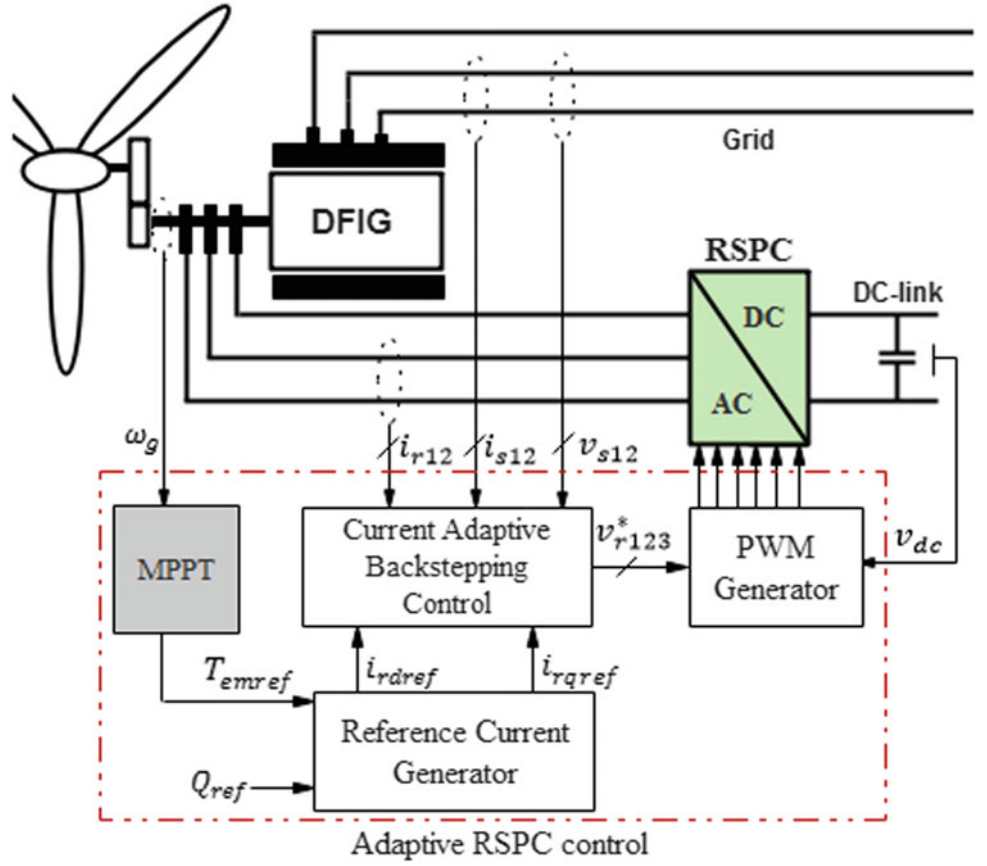 Grid
DFIG
RSPC
DC-link
DC
AC
ω_g
i_r12
i_s12
v_s12
MPPT
Current Adaptive
Backstepping
Control
v*_r123
PWM
Generator
v_dc
T_emref
i_rdref
i_rqref
Reference Current
Generator
Q_ref
Adaptive RSPC control